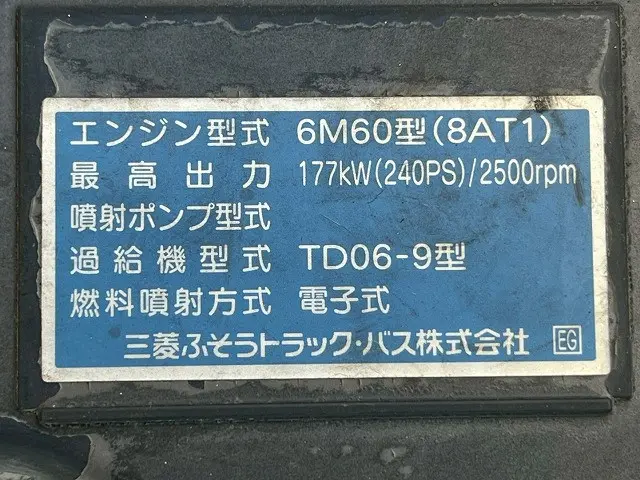 エンジン型式 6M60型(8AT1)
最高出力 177kW(240PS)/2500rpm
噴射ポンプ型式
過給機型式 TD06-9型
燃料噴射方式 電子式
三菱ふそうトラック・バス株式会社 EG